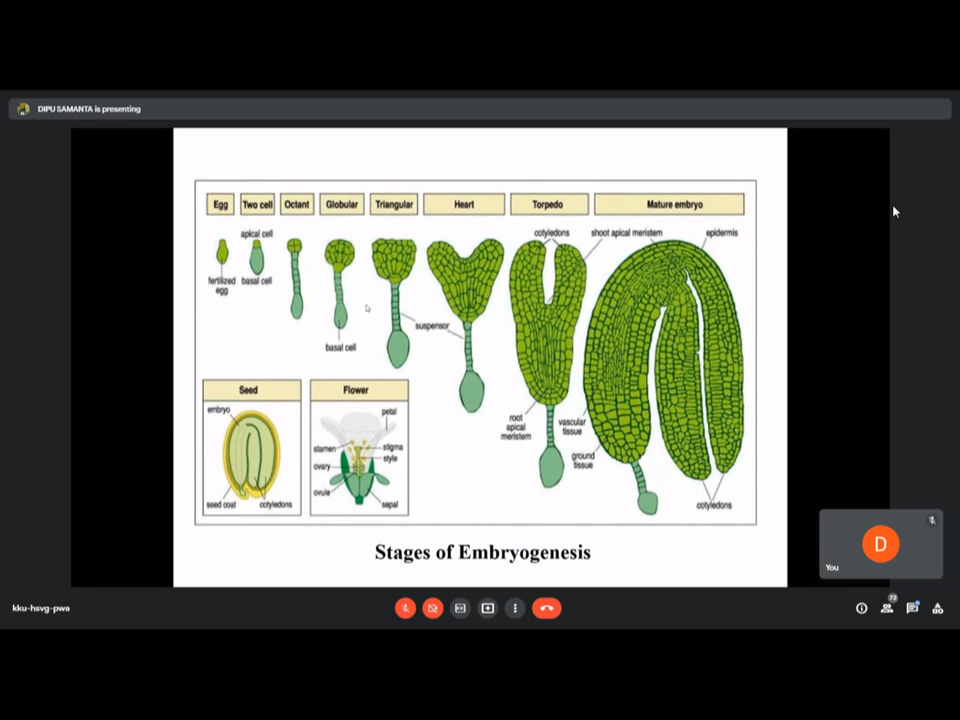 DIPU SAMANTA is presenting
Egg
Two cell
Octant
Globular
Triangular
Heart
Torpedo
Mature embryo
apical cell
cotyledons
shoot apical meristem
epidermis
fertilized
egg
basal cell
suspensor
basal cell
Seed
Flower
embryo
petal
root
apical
meristem
vascular
tissue
stamen
stigma
style
ground
tissue
ovary
ovule
seed coat
cotyledons
sepal
cotyledons
Stages of Embryogenesis
D
You
kku-hsvg-pwa
73